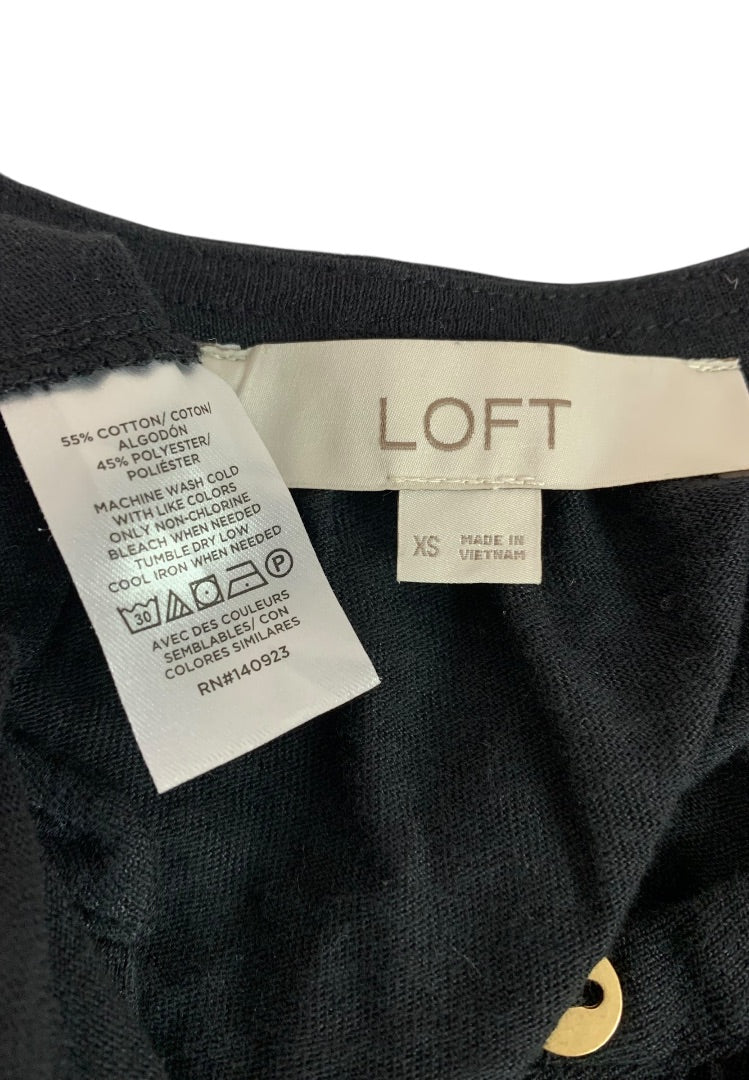 55% COTTON/ COTON/
ALGODÓN
45% POLYESTER/
POLIÉSTER
MACHINE WASH COLD
WITH LIKE COLORS
ONLY NON-CHLORINE
BLEACH WHEN NEEDED
TUMBLE DRY LOW
COOL IRON WHEN NEEDED
30 P
AVEC DES COULEURS
SEMBLABLES/ CON
COLORES SIMILARES
RN#140923
LOFT
XS
MADE IN
VIETNAM